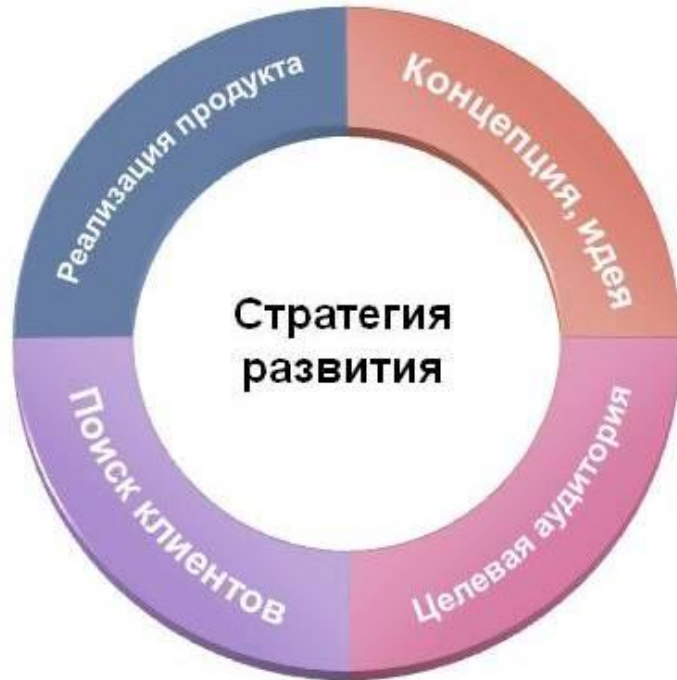 Реализация продукта
Концепция, идея
Стратегия
развития
Поиск клиентов
Целевая аудитория